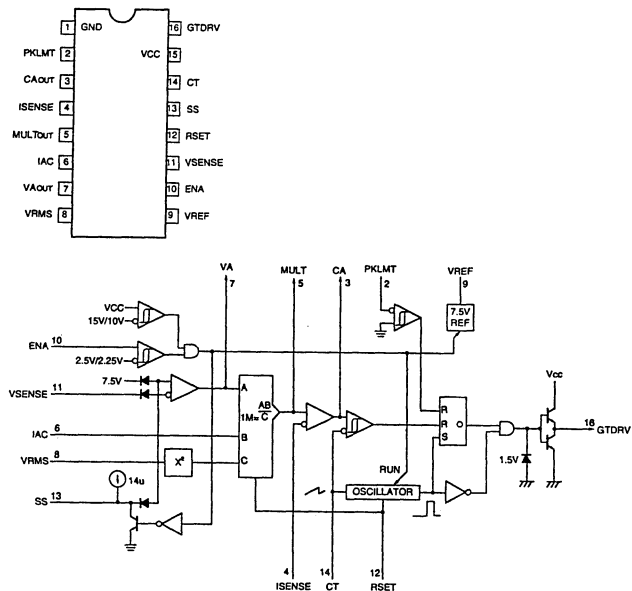 1 GND 16 GTDRV
PKLMT 2 VCC 15
CAOUT 3 14 CT
ISENSE 4 13 SS
MULTOUT 5 12 RSET
IAC 6 11 VSENSE
VAOUT 7 10 ENA
VRMS 8 9 VREF
VA MULT CA PKLMT VREF
7 5 3 2 9
VCC
15V/10V
7.5V
REF
ENA 10
2.5V/2.25V
Vcc
7.5V
VSENSE 11
A
AB
C
1M=
R
R O
S
16 GTDRV
IAC 6
B
VRMS 8
X²
C
1.5V
RUN
14u
SS 13
OSCILLATOR
4 14 12
ISENSE CT RSET